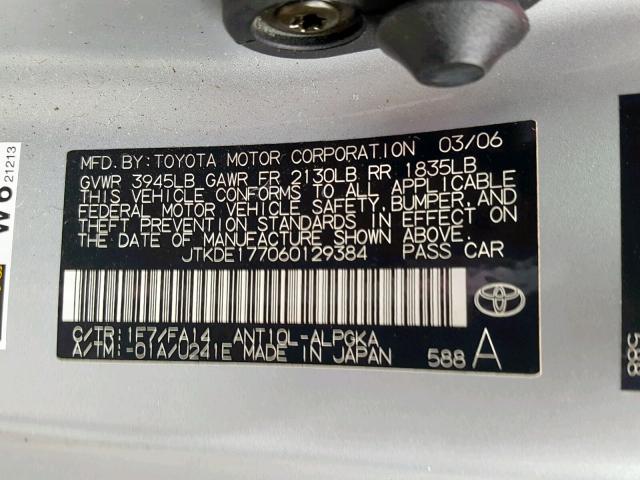 MFD. BY: TOYOTA MOTOR CORPORATION 03/06
GVWR 3945LB GAWR FR 2130LB RR 1835LB
THIS VEHICLE CONFORMS TO ALL APPLICABLE
FEDERAL MOTOR VEHICLE SAFETY, BUMPER, AND
THEFT PREVENTION STANDARDS IN EFFECT ON
THE DATE OF MANUFACTURE SHOWN ABOVE.
JTKDE177060129384 PASS CAR
C/TR: 1F7/FA14 ANT10L-ALPGKA
A/TM: -01A/U241E MADE IN JAPAN 588 A
W6 21213